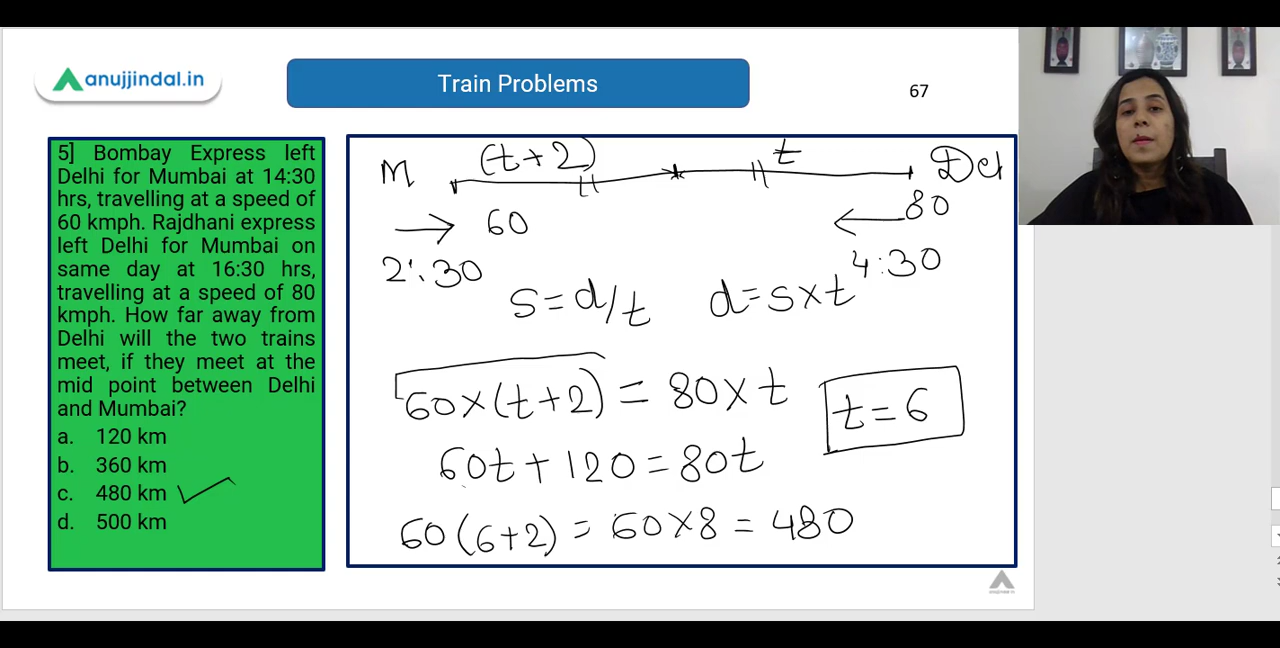 anujjindal.in
Train Problems
67
5] Bombay Express left
Delhi for Mumbai at 14:30
hrs, travelling at a speed of
60 kmph. Rajdhani express
left Delhi for Mumbai on
same day at 16:30 hrs,
travelling at a speed of 80
kmph. How far away from
Delhi will the two trains
meet, if they meet at the
mid point between Delhi
and Mumbai?
a. 120 km
b. 360 km
c. 480 km
d. 500 km
M (t+2) t Del
60 80
2:30 4:30
s=d/t d=s×t
60×(t+2) = 80×t
t=6
60t+120=80t
60(6+2) = 60×8 = 480
anujjindal.in